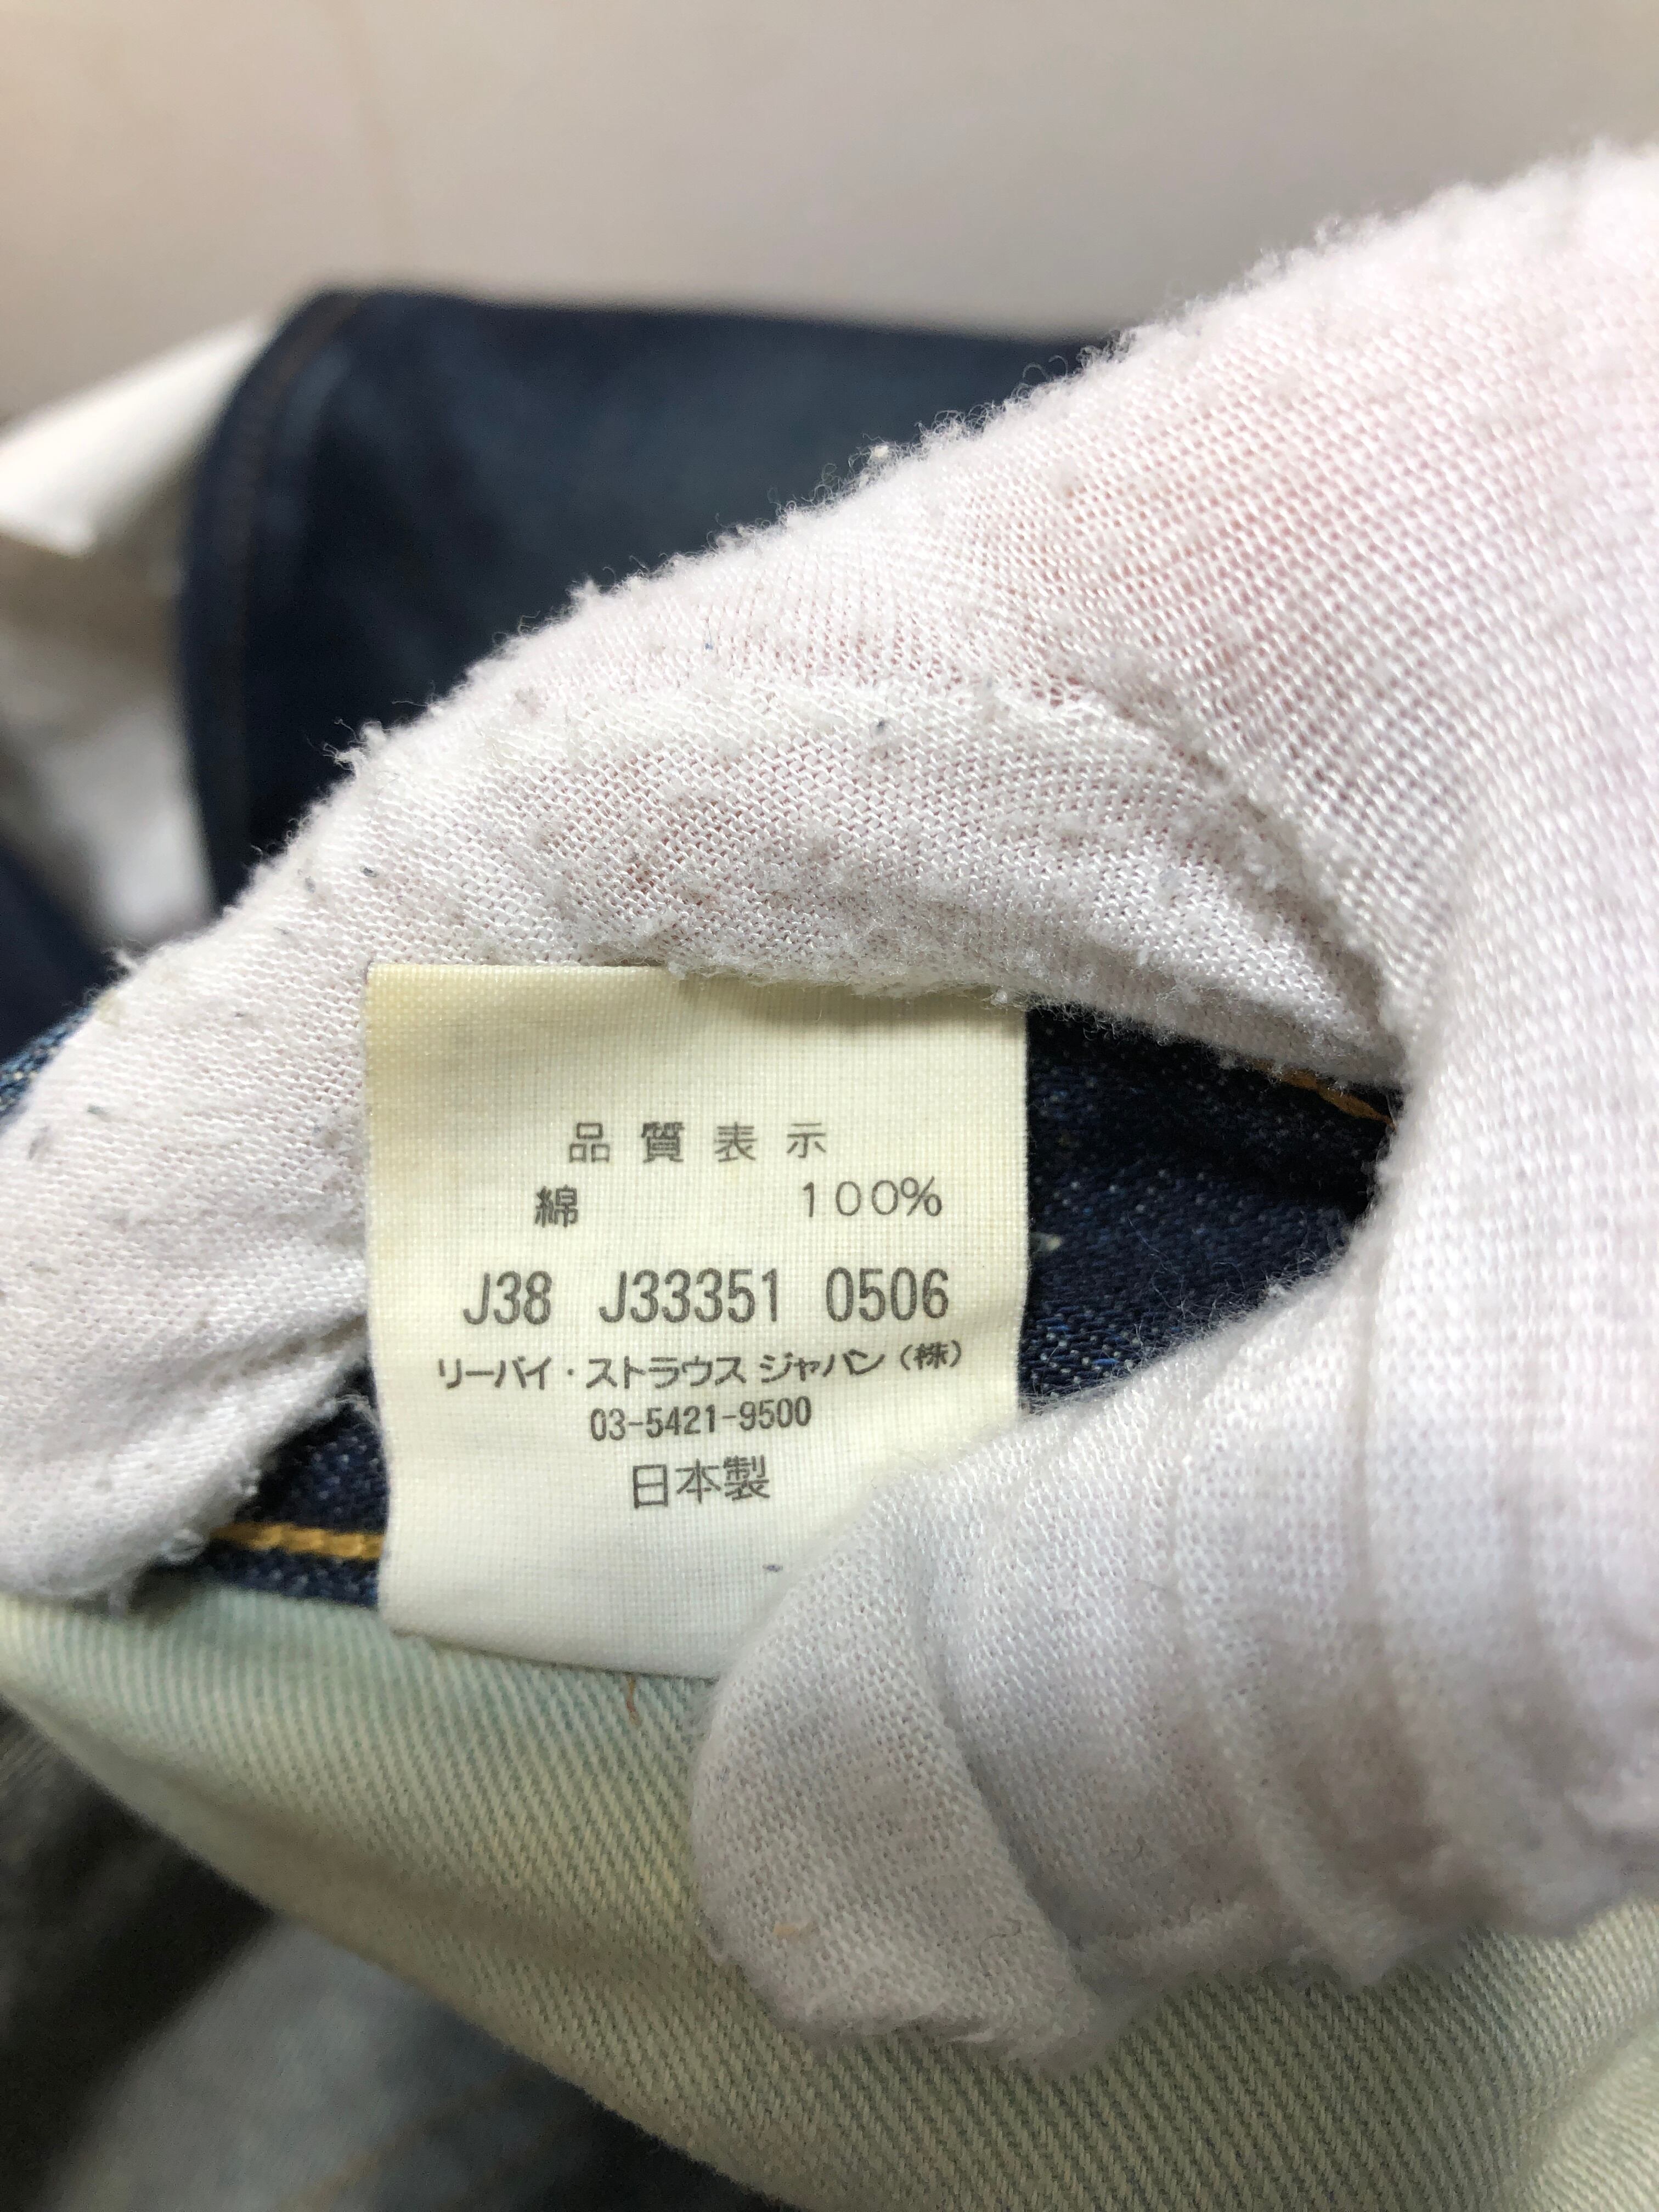 品質表示
綿 100%
J38 J33351 0506
リーバイ・ストラウス ジャパン（株）
03-5421-9500
日本製